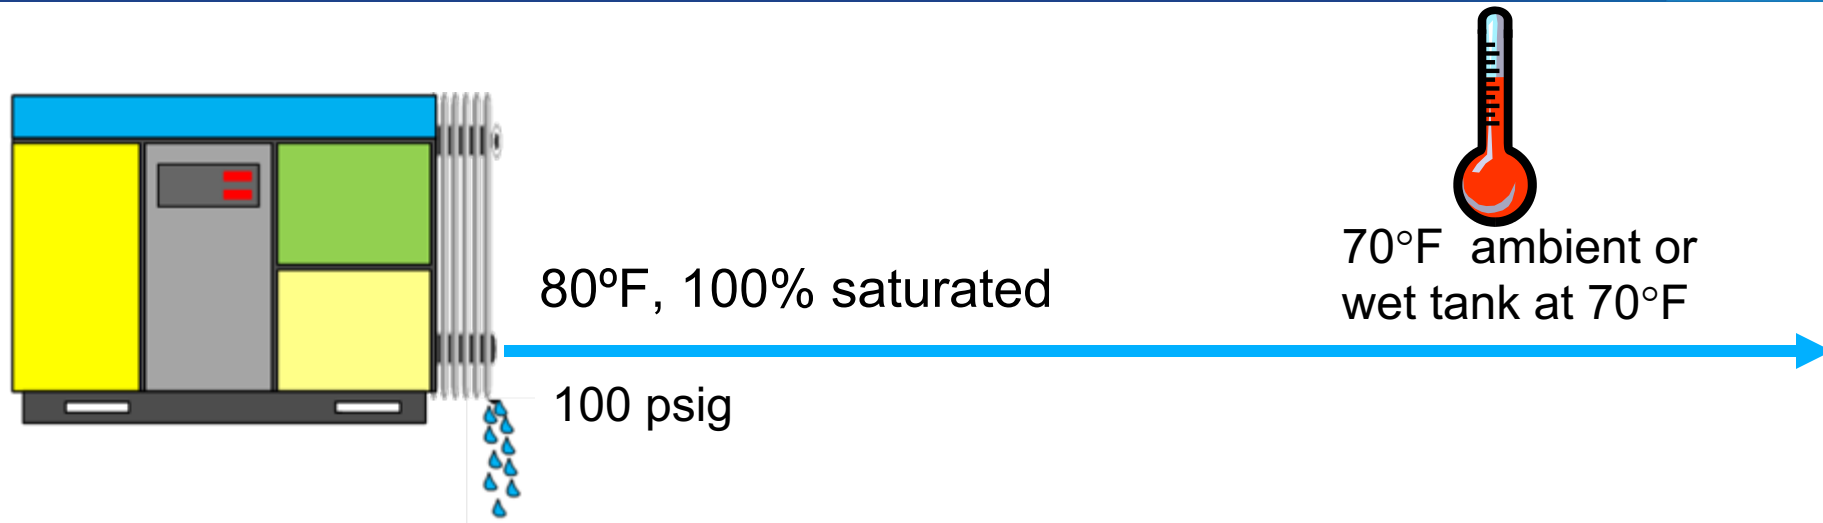 80ºF, 100% saturated
100 psig
70°F  ambient or
wet tank at 70°F